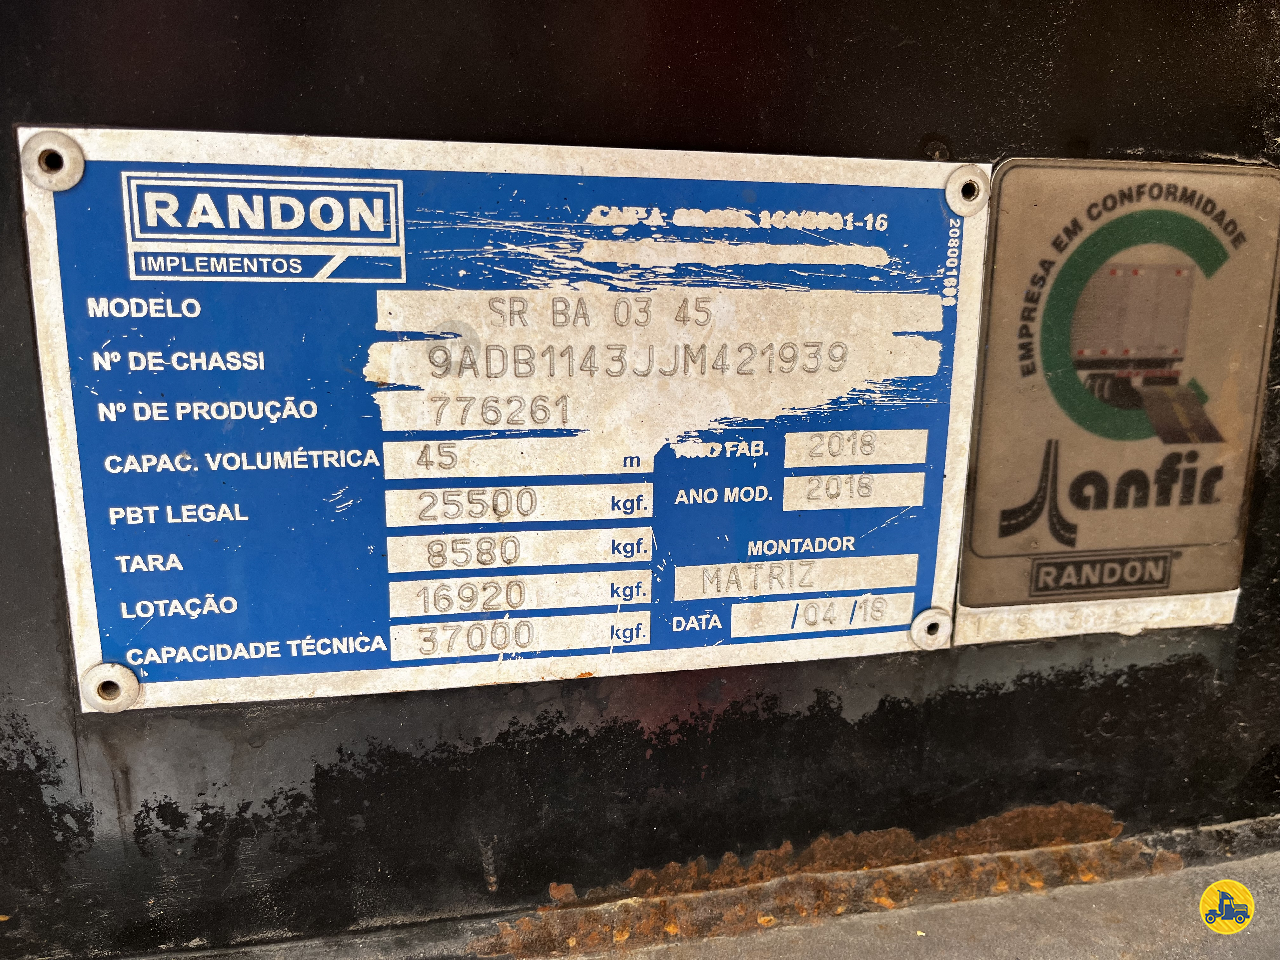 RANDON
IMPLEMENTOS
-16
MODELO SR BA 03 45
Nº DE CHASSI 9ADB1143JJM421939
Nº DE PRODUÇÃO 776261
CAPAC. VOLUMÉTRICA 45 m
FAB. 2018
PBT LEGAL 25500 kgf.
ANO MOD. 2018
TARA 8580 kgf.
MONTADOR
LOTAÇÃO 16920 kgf.
MATRIZ
CAPACIDADE TÉCNICA 37000 kgf.
DATA /04/18
EMPRESA EM CONFORMIDADE
anfir
RANDON